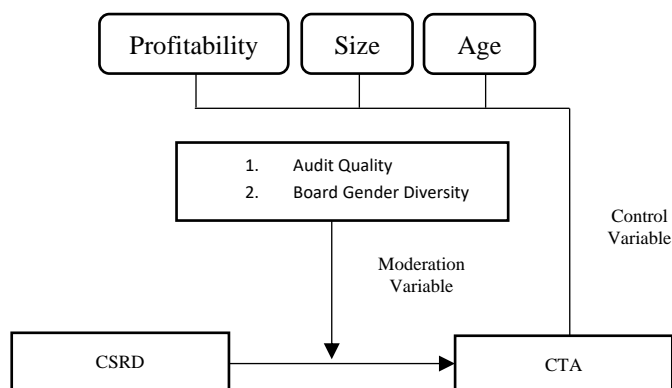 Profitability
Size
Age
1. Audit Quality
2. Board Gender Diversity
Control
Variable
Moderation
Variable
CSRD
CTA